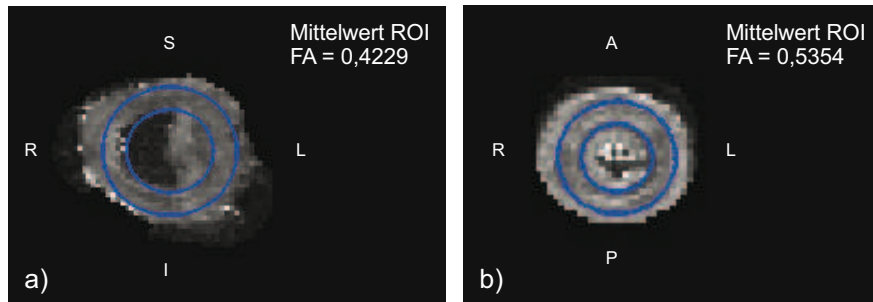 S
Mittelwert ROI
FA = 0,4229
R
L
I
a)
A
Mittelwert ROI
FA = 0,5354
R
L
P
b)